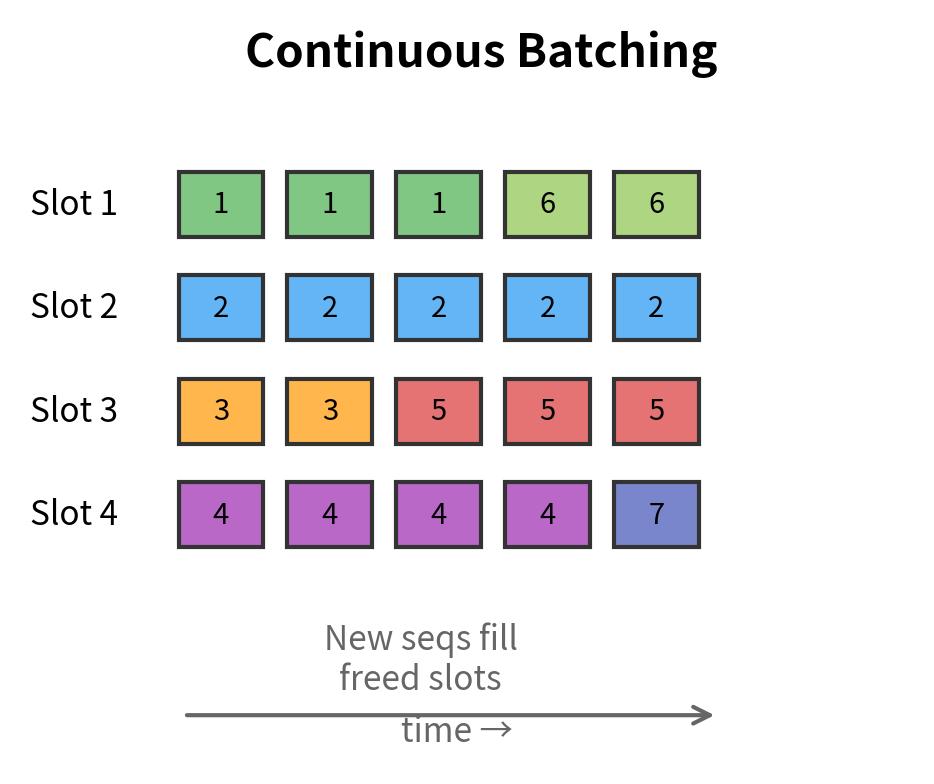 Continuous Batching
Slot 1 1 1 1 6 6
Slot 2 2 2 2 2 2
Slot 3 3 3 5 5 5
Slot 4 4 4 4 4 7
New seqs fill
freed slots
time →